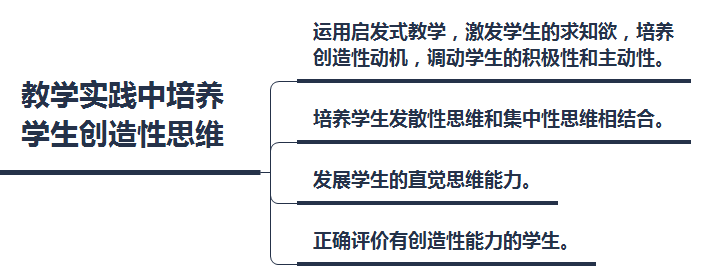 教学实践中培养
学生创造性思维
运用启发式教学，激发学生的求知欲，培养
创造性动机，调动学生的积极性和主动性。
培养学生发散性思维和集中性思维相结合。
发展学生的直觉思维能力。
正确评价有创造性能力的学生。